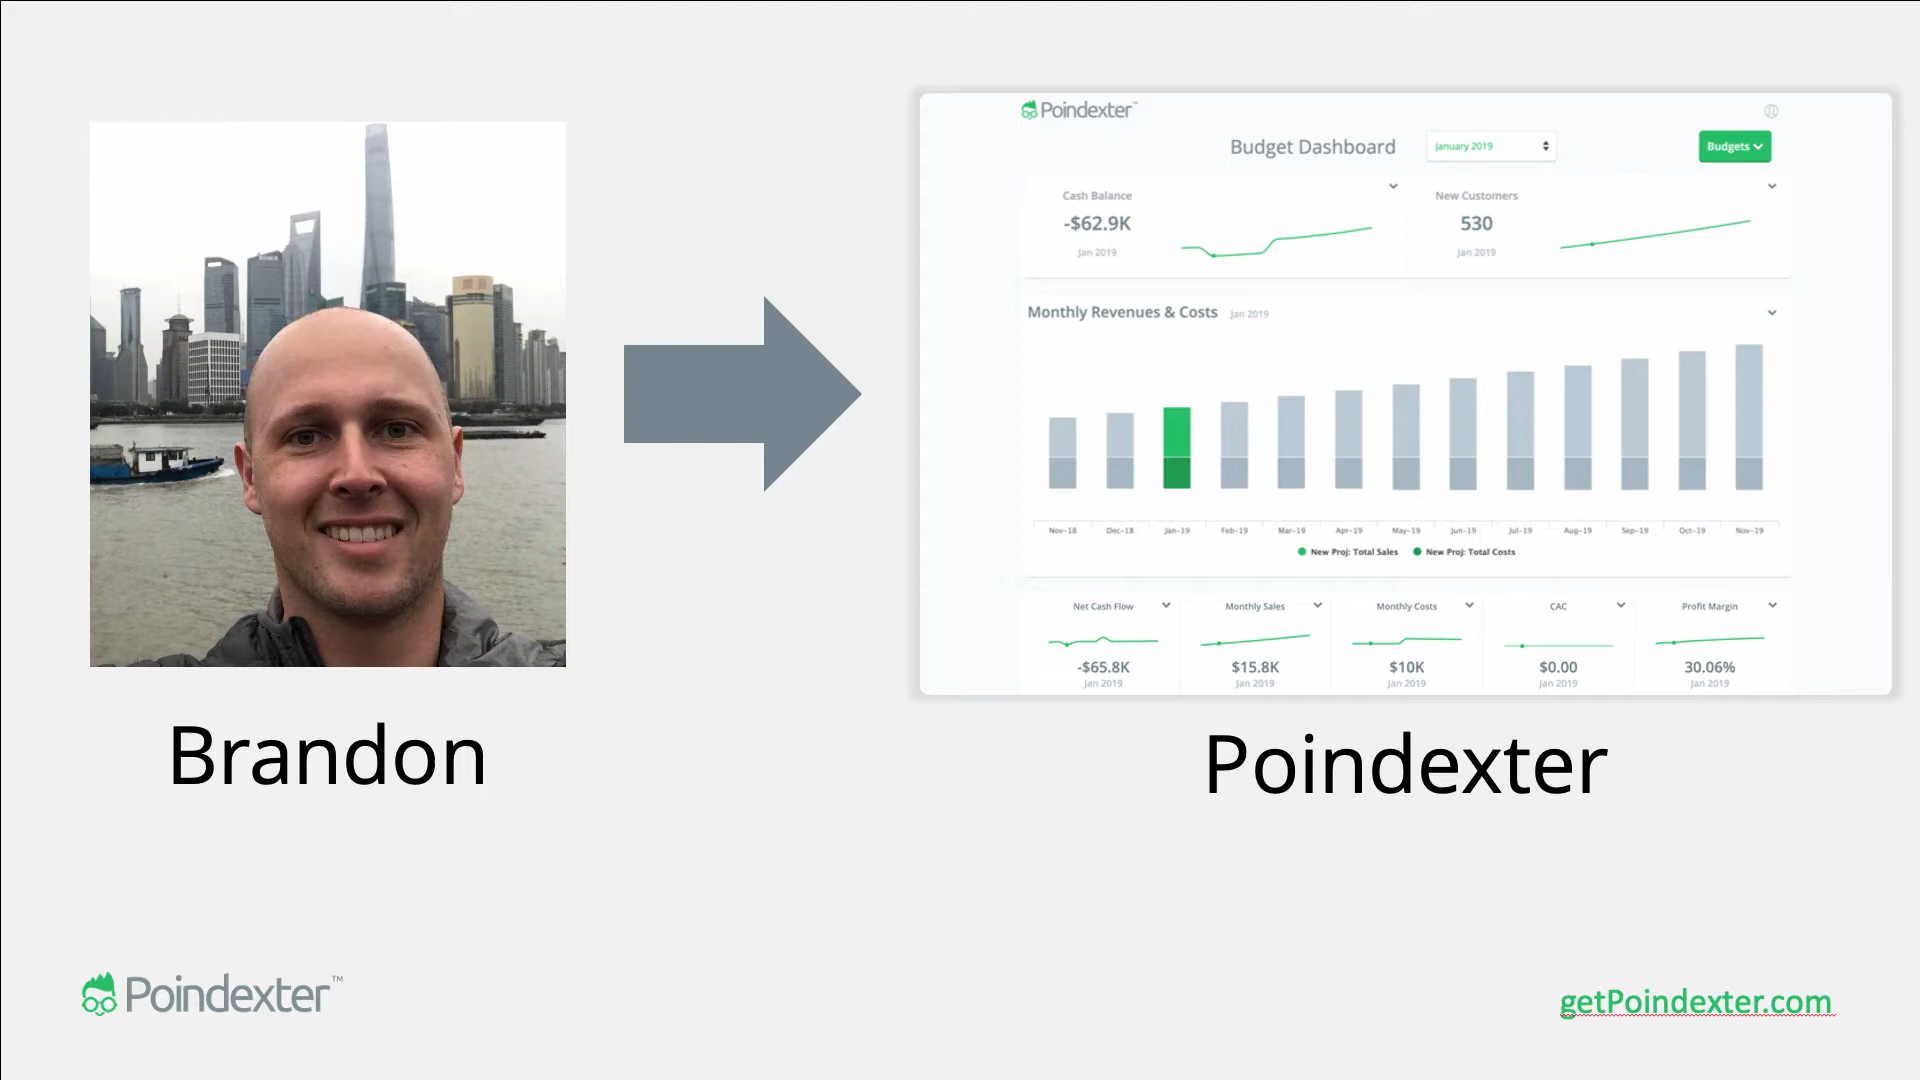 Poindexter™
Budget Dashboard
January 2019
Budgets
Cash Balance
-$62.9K
Jan 2019
New Customers
530
Jan 2019
Monthly Revenues & Costs Jan 2019
Nov-18 Dec-18 Jan-19 Feb-19 Mar-19 Apr-19 May-19 Jun-19 Jul-19 Aug-19 Sep-19 Oct-19 Nov-19
New Proj: Total Sales New Proj: Total Costs
Net Cash Flow
-$65.8K
Jan 2019
Monthly Sales
$15.8K
Jan 2019
Monthly Costs
$10K
Jan 2019
CAC
$0.00
Jan 2019
Profit Margin
30.06%
Jan 2019
Brandon
Poindexter
Poindexter™
getPoindexter.com